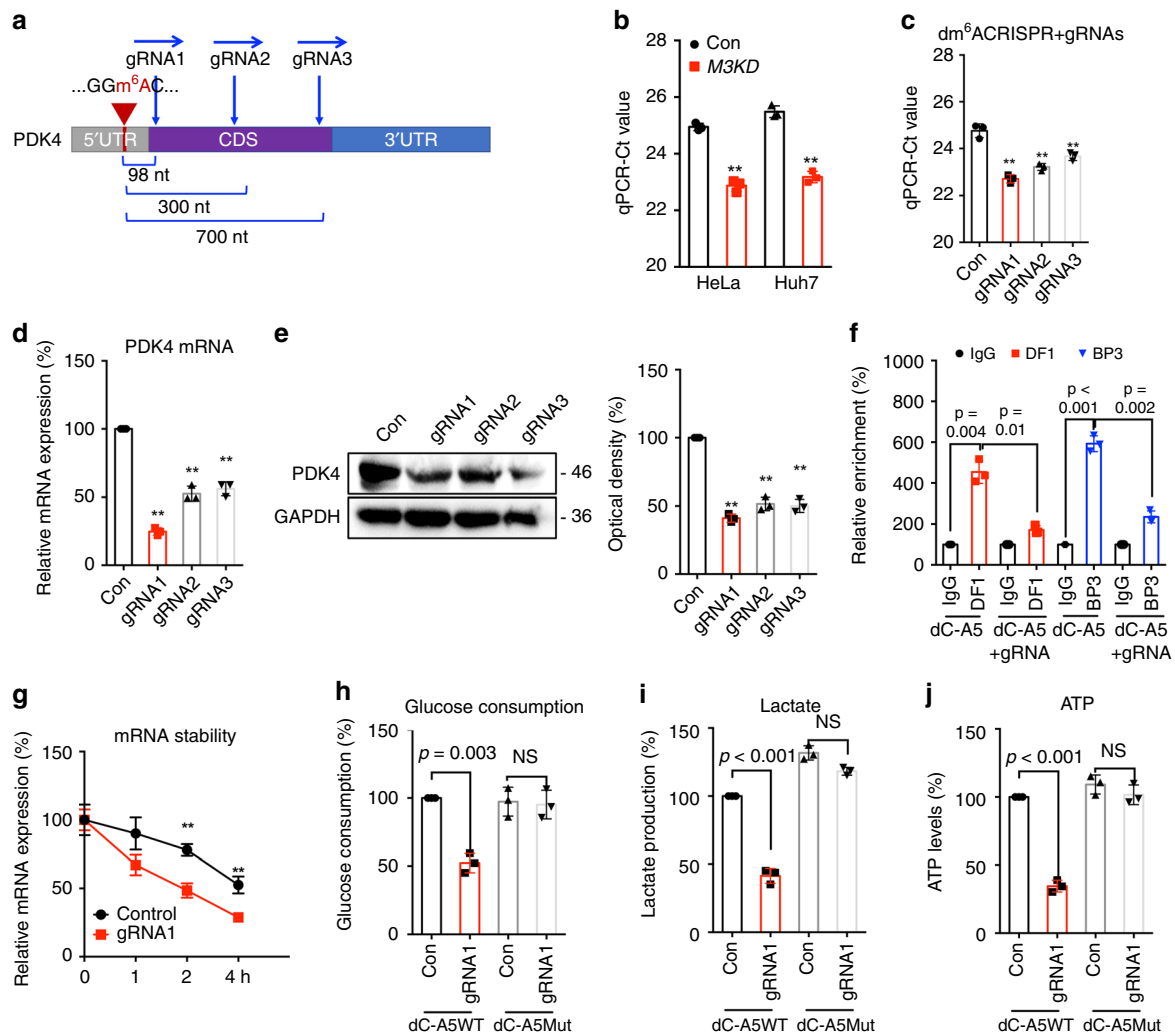 a
gRNA1 gRNA2 gRNA3
...GGm⁶AC...
PDK4 5′UTR CDS 3′UTR
98 nt
300 nt
700 nt
b
Con
M3KD
qPCR-Ct value
28
26
24
22
20
** **
HeLa Huh7
c
dm⁶ACRISPR+gRNAs
qPCR-Ct value
28
26
24
22
20
** ** **
Con gRNA1 gRNA2 gRNA3
d
PDK4 mRNA
Relative mRNA expression (%)
150
100
50
0
** ** **
Con gRNA1 gRNA2 gRNA3
e
Con gRNA1 gRNA2 gRNA3
PDK4 - 46
GAPDH - 36
Optical density (%)
150
100
50
0
** ** **
Con gRNA1 gRNA2 gRNA3
f
IgG DF1 BP3
Relative enrichment (%)
1000
800
600
400
200
0
p = 0.004
p = 0.01
p < 0.001
p = 0.002
IgG DF1 IgG DF1 IgG BP3 IgG BP3
dC-A5 dC-A5 +gRNA dC-A5 dC-A5 +gRNA
g
mRNA stability
Relative mRNA expression (%)
150
100
50
0
**
**
Control
gRNA1
0 1 2 4 h
h
Glucose consumption
Glucose consumption (%)
150
100
50
0
p = 0.003 NS
Con gRNA1 Con gRNA1
dC-A5WT dC-A5Mut
i
Lactate
Lactate production (%)
150
100
50
0
p < 0.001 NS
Con gRNA1 Con gRNA1
dC-A5WT dC-A5Mut
j
ATP
ATP levels (%)
150
100
50
0
p < 0.001 NS
Con gRNA1 Con gRNA1
dC-A5WT dC-A5Mut